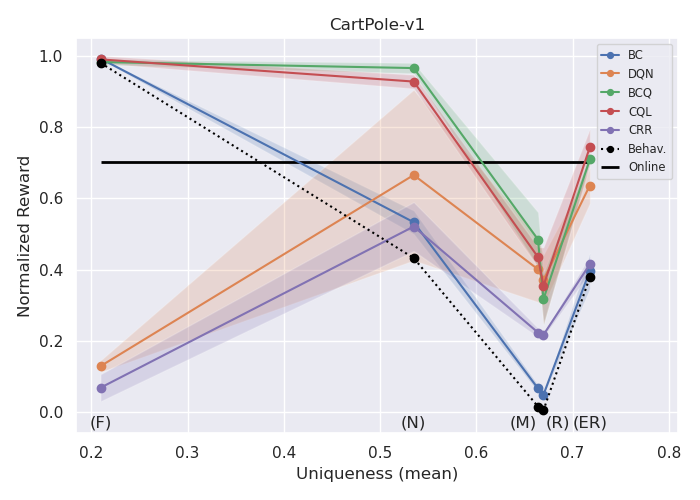 CartPole-v1
Normalized Reward
1.0
0.8
0.6
0.4
0.2
0.0
BC
DQN
BCQ
CQL
CRR
Behav.
Online
(F) (N) (M) (R) (ER)
0.2 0.3 0.4 0.5 0.6 0.7 0.8
Uniqueness (mean)